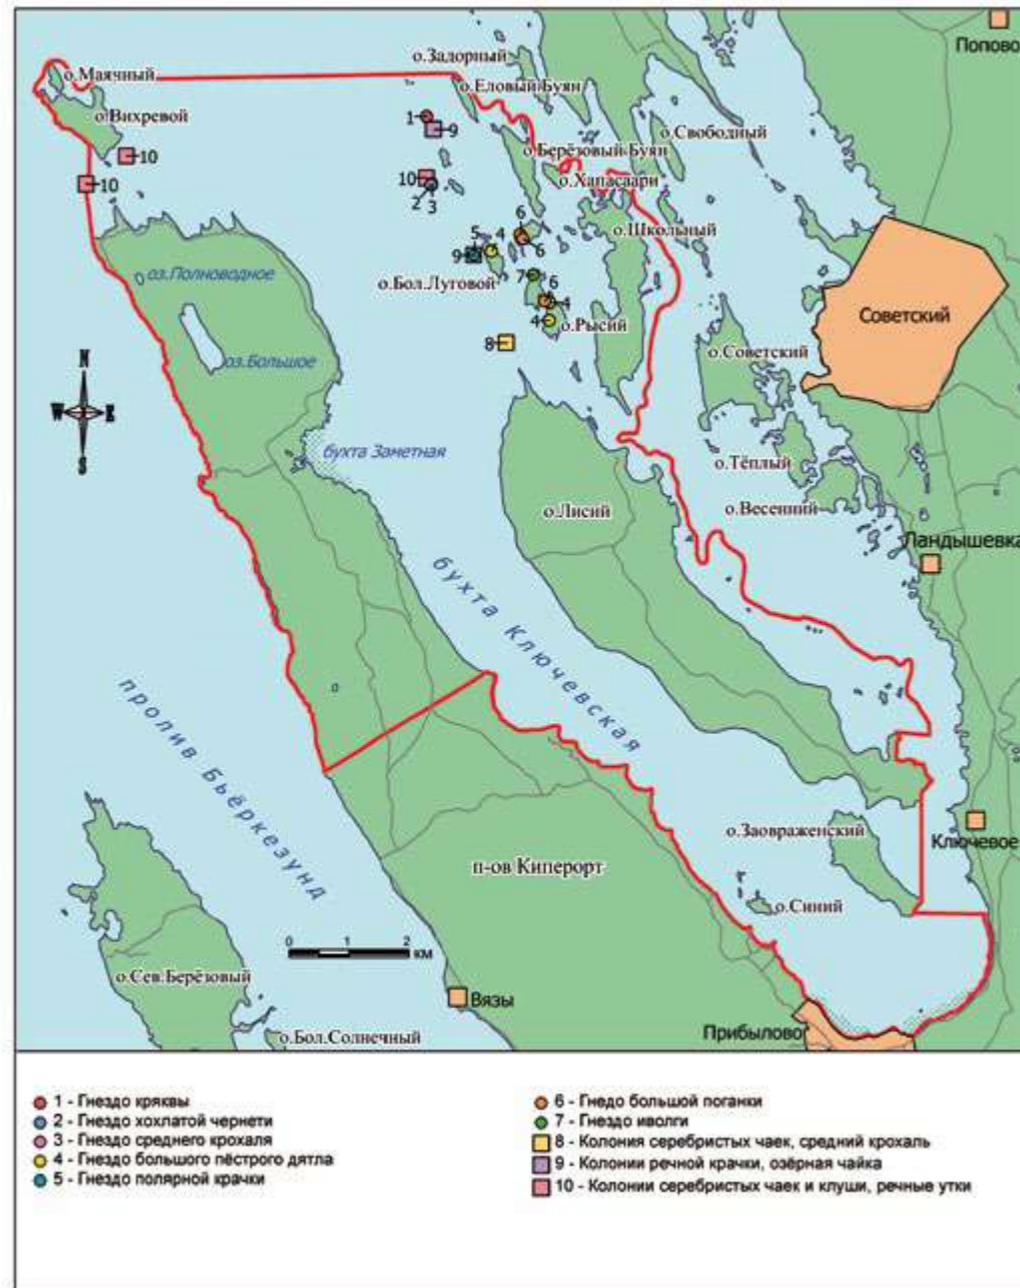 Попово
о.Задорный
о.Маячный
о.Еловый Буян
о.Вихревой
1
9
о.Свободный
о.Берёзовый Буян
10
10
10
о.Хапасаари
2
3
6
о.Школьный
5
4
6
9
оз.Полноводное
7
6
о.Бол.Луговой
4
4
о.Рысий
Советский
8
N
о.Советский
оз.Большое
W
E
S
бухта Заметная
о.Тёплый
о.Лисий
о.Весенний
Ландышевка
бухта Ключевская
пролив Бьёркезунд
о.Заовраженский
Ключевое
п-ов Киперорт
о.Синий
0 1 2
км
о.Сев.Берёзовый
Вязы
Прибылово
о.Бол.Солнечный
1 - Гнездо кряквы
2 - Гнездо хохлатой чернети
3 - Гнездо среднего крохаля
4 - Гнездо большого пёстрого дятла
5 - Гнездо полярной крачки
6 - Гнедо большой поганки
7 - Гнездо иволги
8 - Колония серебристых чаек, средний крохаль
9 - Колонии речной крачки, озёрная чайка
10 - Колонии серебристых чаек и клуши, речные утки